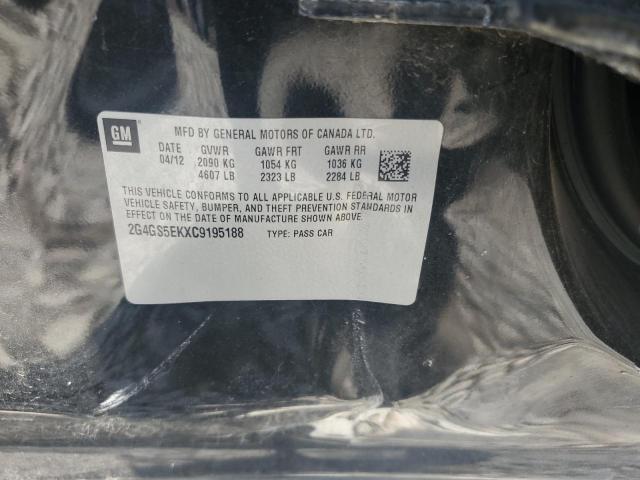 GM
MFD BY GENERAL MOTORS OF CANADA LTD.
DATE GVWR GAWR FRT GAWR RR
04/12 2090 KG 1054 KG 1036 KG
4607 LB 2323 LB 2284 LB
THIS VEHICLE CONFORMS TO ALL APPLICABLE U.S. FEDERAL MOTOR
VEHICLE SAFETY, BUMPER, AND THEFT PREVENTION STANDARDS IN
EFFECT ON THE DATE OF MANUFACTURE SHOWN ABOVE.
2G4GS5EKXC9195188 TYPE: PASS CAR